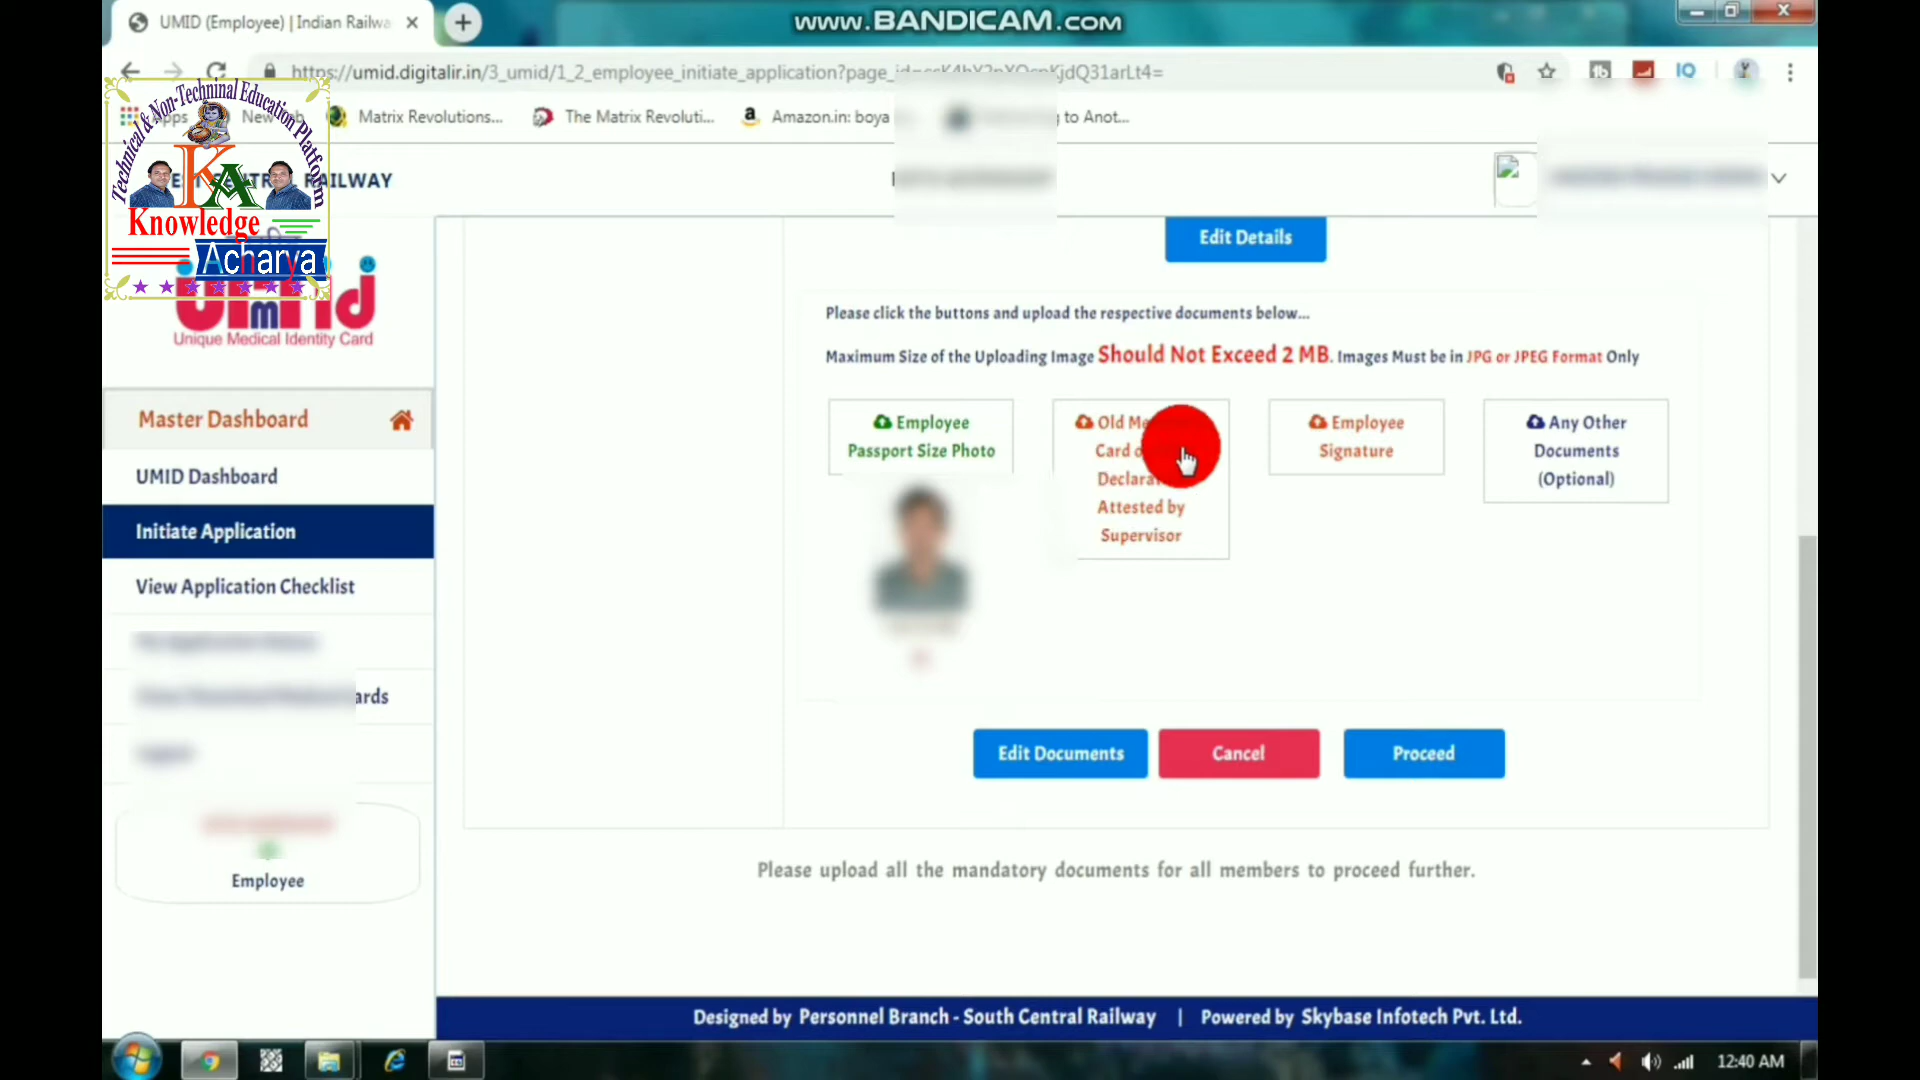 UMID (Employee) | Indian Railwa
www.BANDICAM.com
https://umid.digitalir.in/3_umid/1_2_employee_initiate_application?page_id=
Apps
New
Matrix Revolutions...
The Matrix Revoluti...
Amazon.in: boya
to Anot...
Technical & Non-Techninal Education Platform
KA
Knowledge
Acharya
RAILWAY
umid
Unique Medical Identity Card
Master Dashboard
UMID Dashboard
Initiate Application
View Application Checklist
ards
Employee
Edit Details
Please click the buttons and upload the respective documents below...
Maximum Size of the Uploading Image Should Not Exceed 2 MB. Images Must be in JPG or JPEG Format Only
Employee
Passport Size Photo
Old Me
Card o
Declara
Attested by
Supervisor
Employee
Signature
Any Other
Documents
(Optional)
Edit Documents
Cancel
Proceed
Please upload all the mandatory documents for all members to proceed further.
Designed by Personnel Branch - South Central Railway | Powered by Skybase Infotech Pvt. Ltd.
12:40 AM